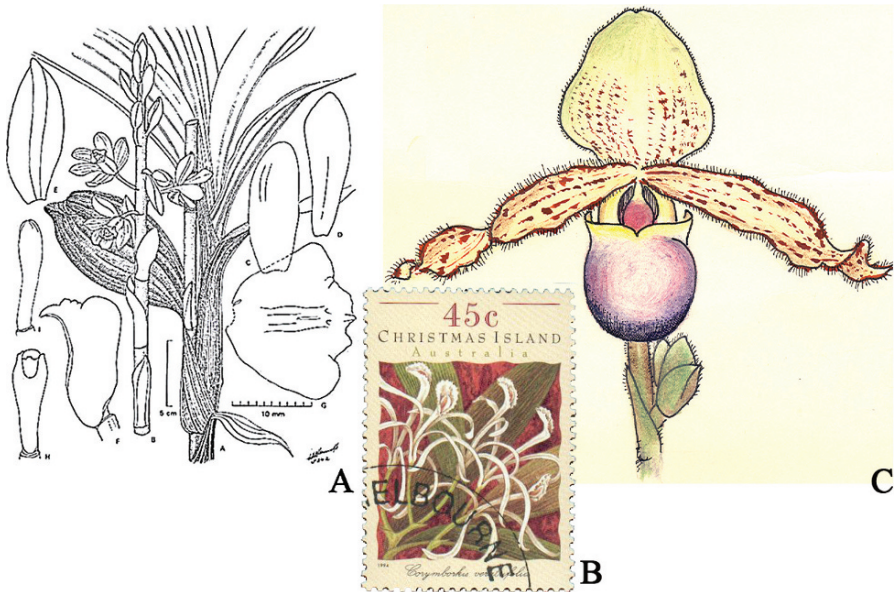 E
D
C
I
5 cm
10 mm
G
H
F
B
A
A
45c
CHRISTMAS ISLAND
Australia
ELBOURNE
1994
Corymborkis veratrifolia
B
C